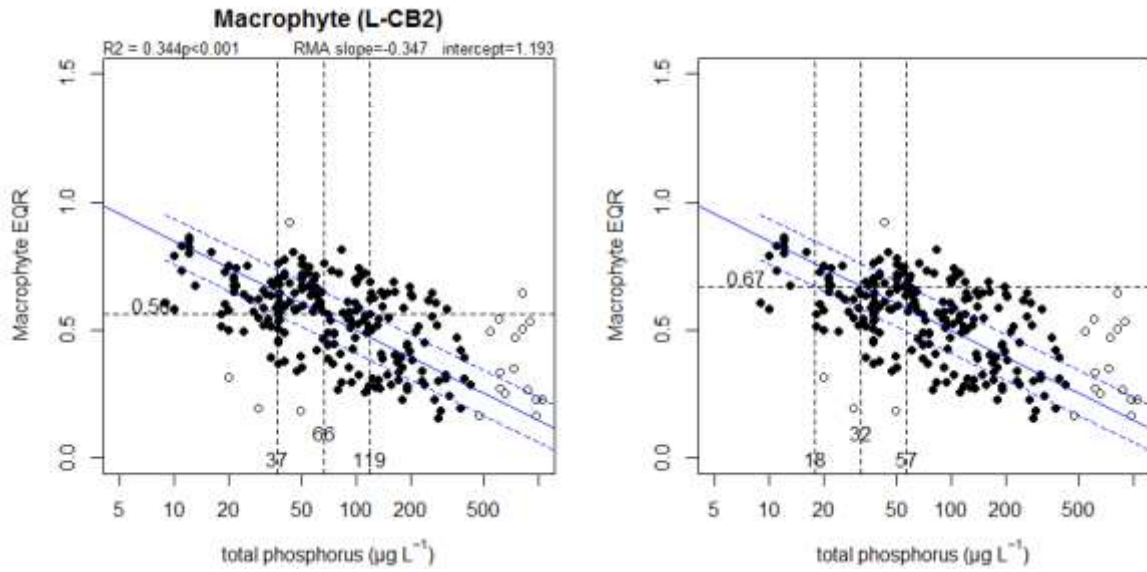 Macrophyte (L-CB2)
R2 = 0.344p<0.001 RMA slope=-0.347 intercept=1.193
Macrophyte EQR
1.5
1.0
0.5
0.0
0.56
37
66
119
5 10 20 50 100 200 500
total phosphorus (µg L⁻¹)
Macrophyte EQR
1.5
1.0
0.5
0.0
0.67
18
32
57
5 10 20 50 100 200 500
total phosphorus (µg L⁻¹)